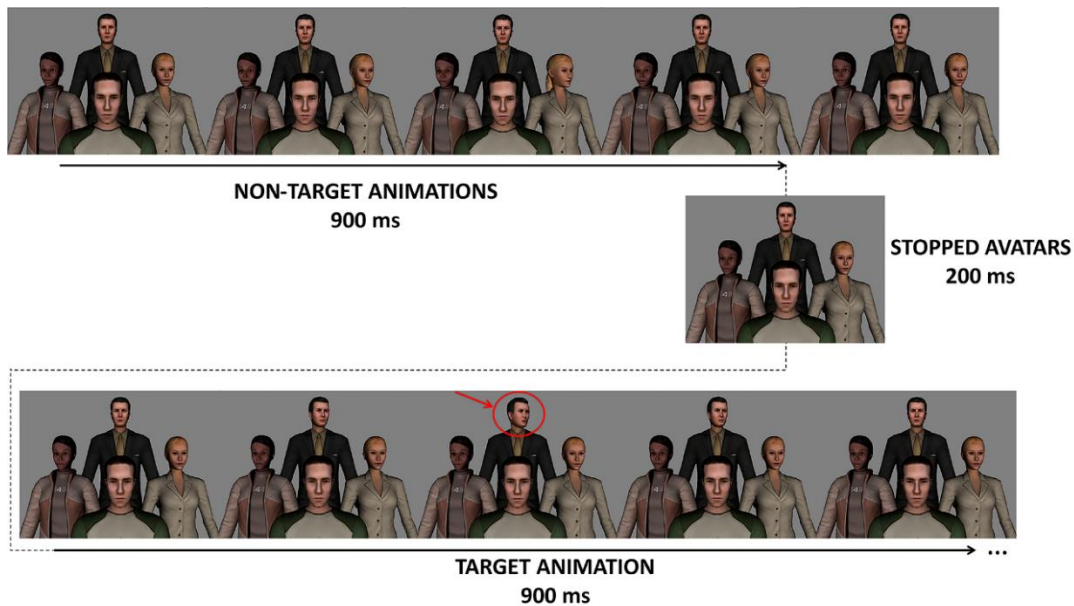 NON-TARGET ANIMATIONS
900 ms
STOPPED AVATARS
200 ms
TARGET ANIMATION
900 ms
...